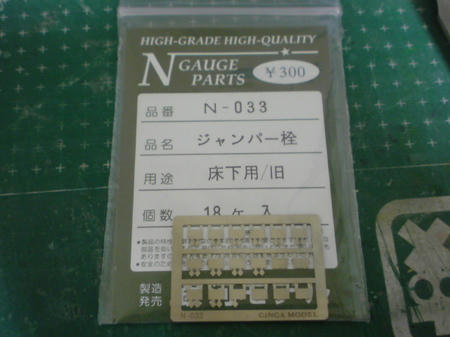 HIGH-GRADE HIGH-QUALITY
N GAUGE PARTS
¥300
品番 N-033
品名 ジャンパー栓
用途 床下用/旧
個数 18ヶ入
製造
発売
N-033 GINGA MODEL